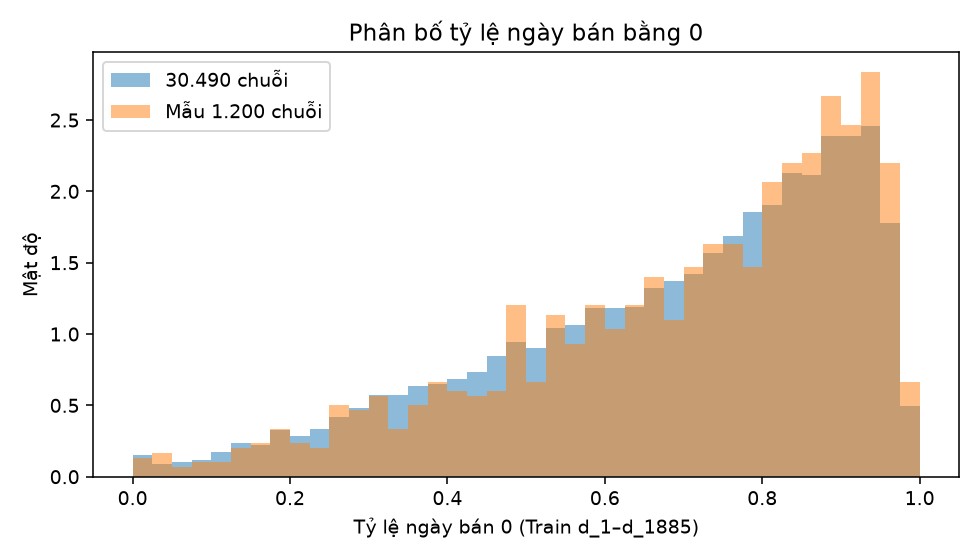 Phân bố tỷ lệ ngày bán bằng 0
30.490 chuỗi
Mẫu 1.200 chuỗi
Mật độ
2.5
2.0
1.5
1.0
0.5
0.0
0.0 0.2 0.4 0.6 0.8 1.0
Tỷ lệ ngày bán 0 (Train d_1–d_1885)